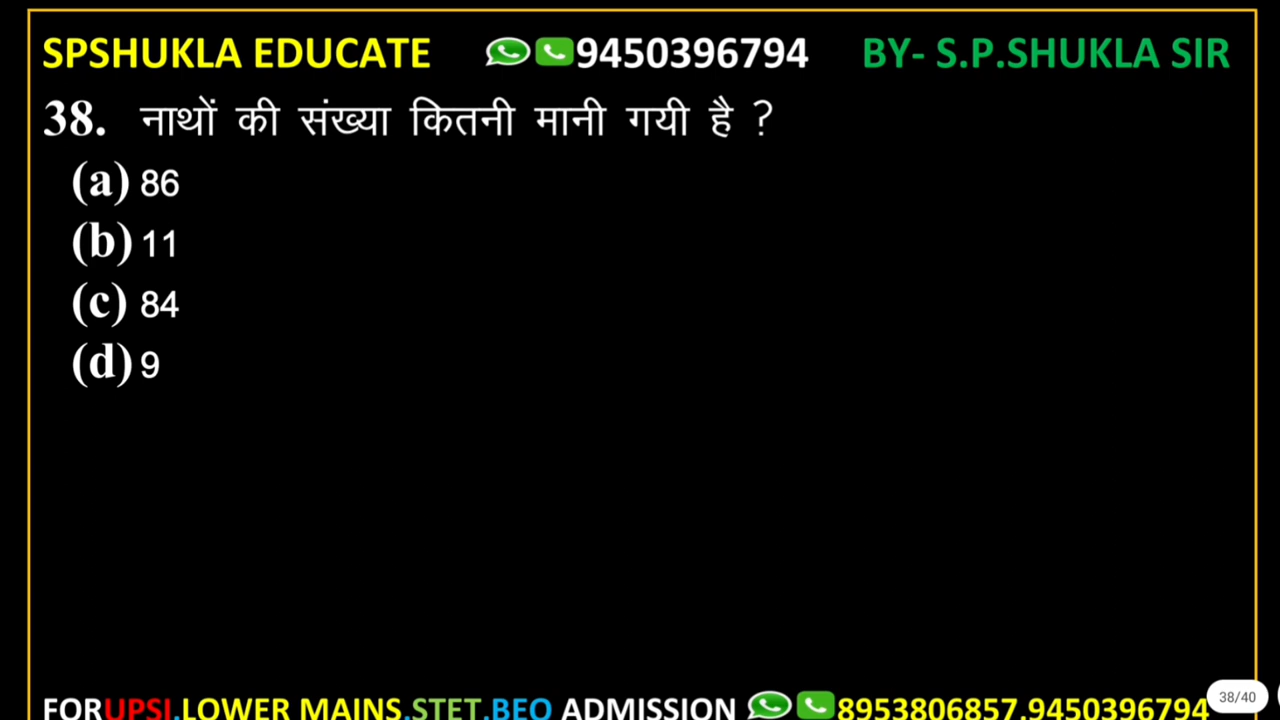 SPSHUKLA EDUCATE 9450396794 BY- S.P.SHUKLA SIR
38. नाथों की संख्या कितनी मानी गयी है ?
(a) 86
(b) 11
(c) 84
(d) 9
FORUPSI,LOWER MAINS,STET,BEO ADMISSION 8953806857,9450396794
38/40